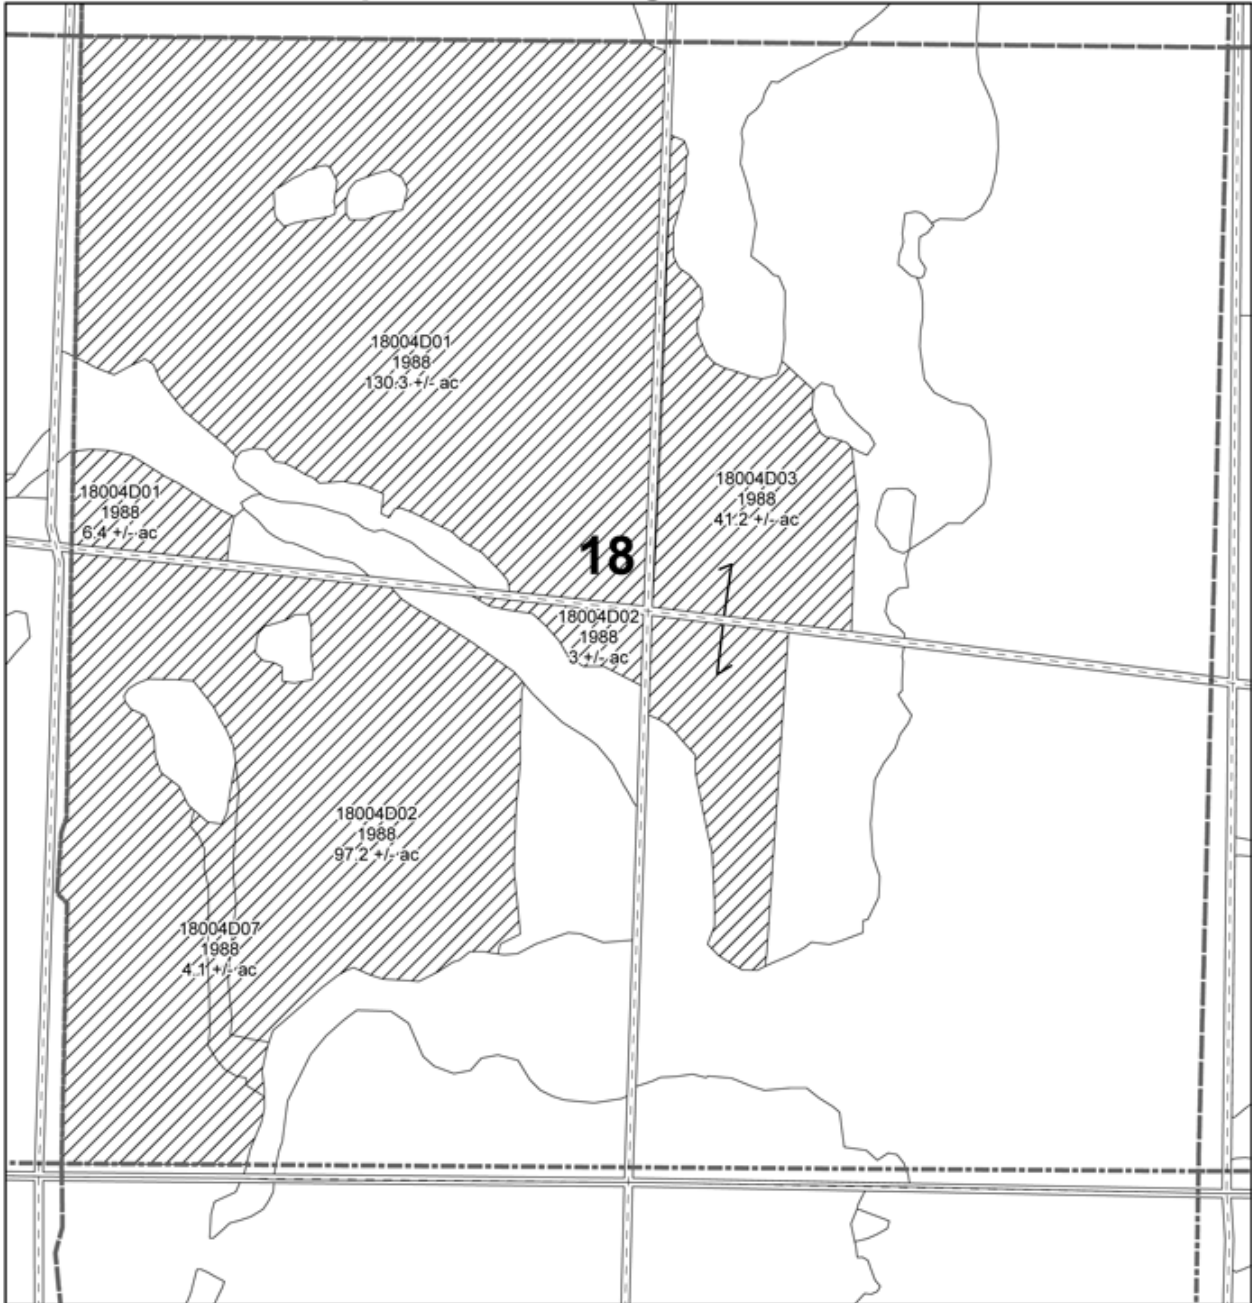 18004D01
1988
130.3 +/- ac
18004D01
1988
6.4 +/- ac
18004D03
1988
41.2 +/- ac
18
18004D02
1988
3 +/- ac
18004D02
1988
97.2 +/- ac
18004D07
1988
4.1 +/- ac